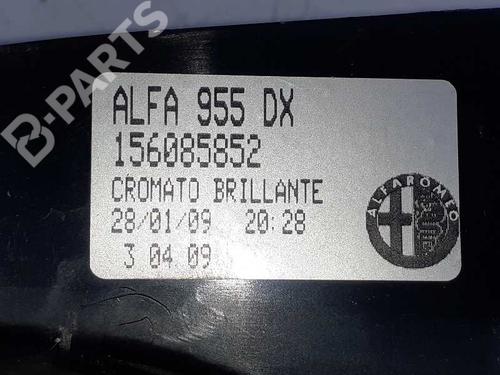 B-PARTS
ALFA 955 DX
156085852
CROMATO BRILLANTE
28/01/09 20:28
3 04 09
ALFA ROMEO